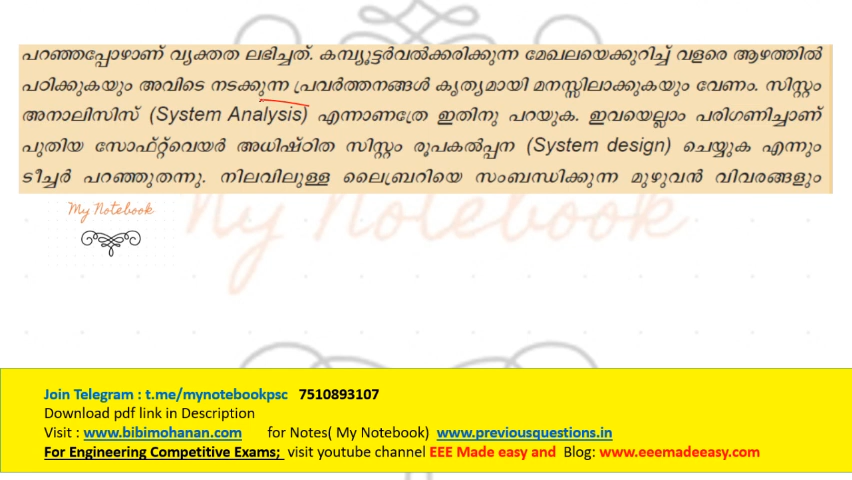 പറഞ്ഞപ്പോഴാണ് വ്യക്തത ലഭിച്ചത്. കമ്പ്യൂട്ടർവൽക്കരിക്കുന്ന മേഖലയെക്കുറിച്ച് വളരെ ആഴത്തിൽ
പഠിക്കുകയും അവിടെ നടക്കുന്ന പ്രവർത്തനങ്ങൾ കൃത്യമായി മനസ്സിലാക്കുകയും വേണം. സിസ്റ്റം
അനാലിസിസ് (System Analysis) എന്നാണത്രേ ഇതിനു പറയുക. ഇവയെല്ലാം പരിഗണിച്ചാണ്
പുതിയ സോഫ്റ്റ്‌വെയർ അധിഷ്ഠിത സിസ്റ്റം രൂപകൽപ്പന (System design) ചെയ്യുക എന്നും
ടീച്ചർ പറഞ്ഞുതന്നു. നിലവിലുള്ള ലൈബ്രറിയെ സംബന്ധിക്കുന്ന മുഴുവൻ വിവരങ്ങളും
My Notebook
My Notebook
Join Telegram : t.me/mynotebookpsc 7510893107
Download pdf link in Description
Visit : www.bibimohanan.com for Notes( My Notebook) www.previousquestions.in
For Engineering Competitive Exams; visit youtube channel EEE Made easy and Blog: www.eeemadeeasy.com